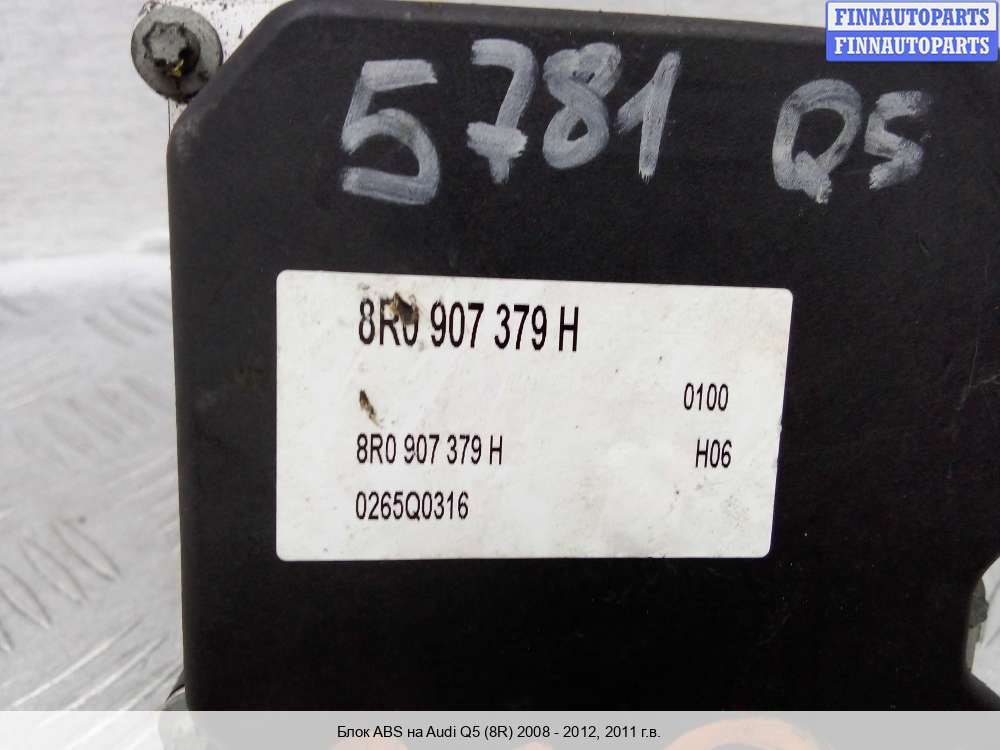 FINNAUTOPARTS
FINNAUTOPARTS
5781 Q5
8R0 907 379 H
0100
8R0 907 379 H H06
0265Q0316
Блок ABS на Audi Q5 (8R) 2008 - 2012, 2011 г.в.